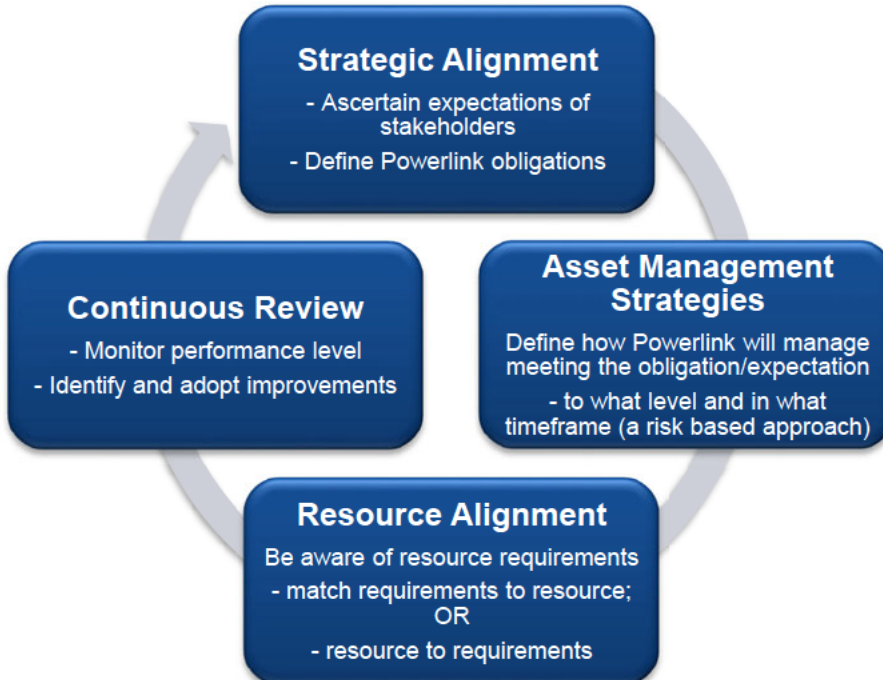 Strategic Alignment
- Ascertain expectations of
stakeholders
- Define Powerlink obligations
Asset Management
Strategies
Define how Powerlink will manage
meeting the obligation/expectation
- to what level and in what
timeframe (a risk based approach)
Resource Alignment
Be aware of resource requirements
- match requirements to resource;
OR
- resource to requirements
Continuous Review
- Monitor performance level
- Identify and adopt improvements